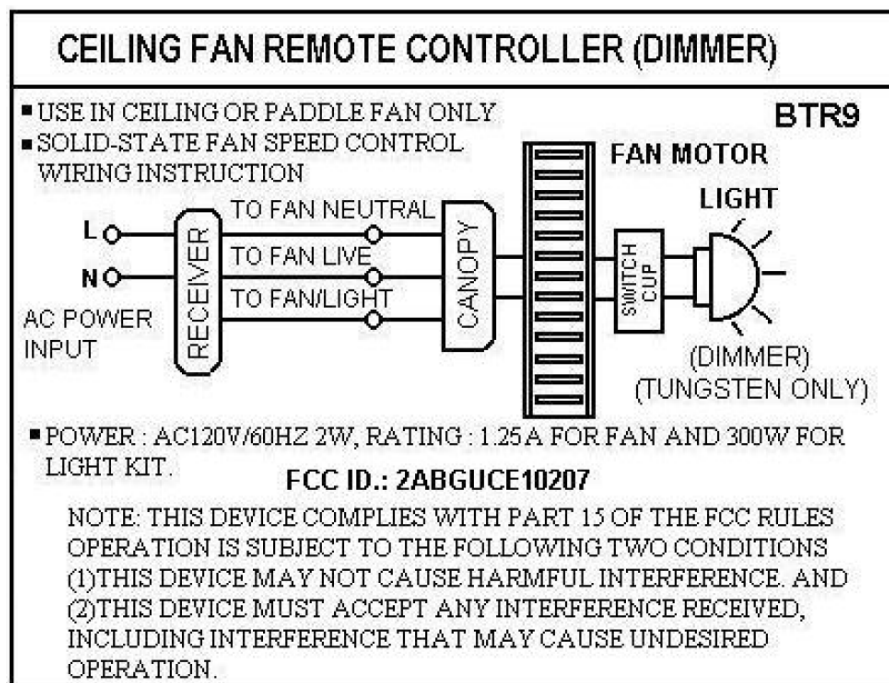 CEILING FAN REMOTE CONTROLLER (DIMMER)
▪ USE IN CEILING OR PADDLE FAN ONLY
BTR9
▪ SOLID-STATE FAN SPEED CONTROL
WIRING INSTRUCTION
FAN MOTOR
LIGHT
L
N
AC POWER
INPUT
RECEIVER
TO FAN NEUTRAL
TO FAN LIVE
TO FAN/LIGHT
CANOPY
SWITCH
CUP
(DIMMER)
(TUNGSTEN ONLY)
▪ POWER : AC120V/60HZ 2W, RATING : 1.25A FOR FAN AND 300W FOR
LIGHT KIT.
FCC ID.: 2ABGUCE10207
NOTE: THIS DEVICE COMPLIES WITH PART 15 OF THE FCC RULES
OPERATION IS SUBJECT TO THE FOLLOWING TWO CONDITIONS
(1)THIS DEVICE MAY NOT CAUSE HARMFUL INTERFERENCE. AND
(2)THIS DEVICE MUST ACCEPT ANY INTERFERENCE RECEIVED,
INCLUDING INTERFERENCE THAT MAY CAUSE UNDESIRED
OPERATION.